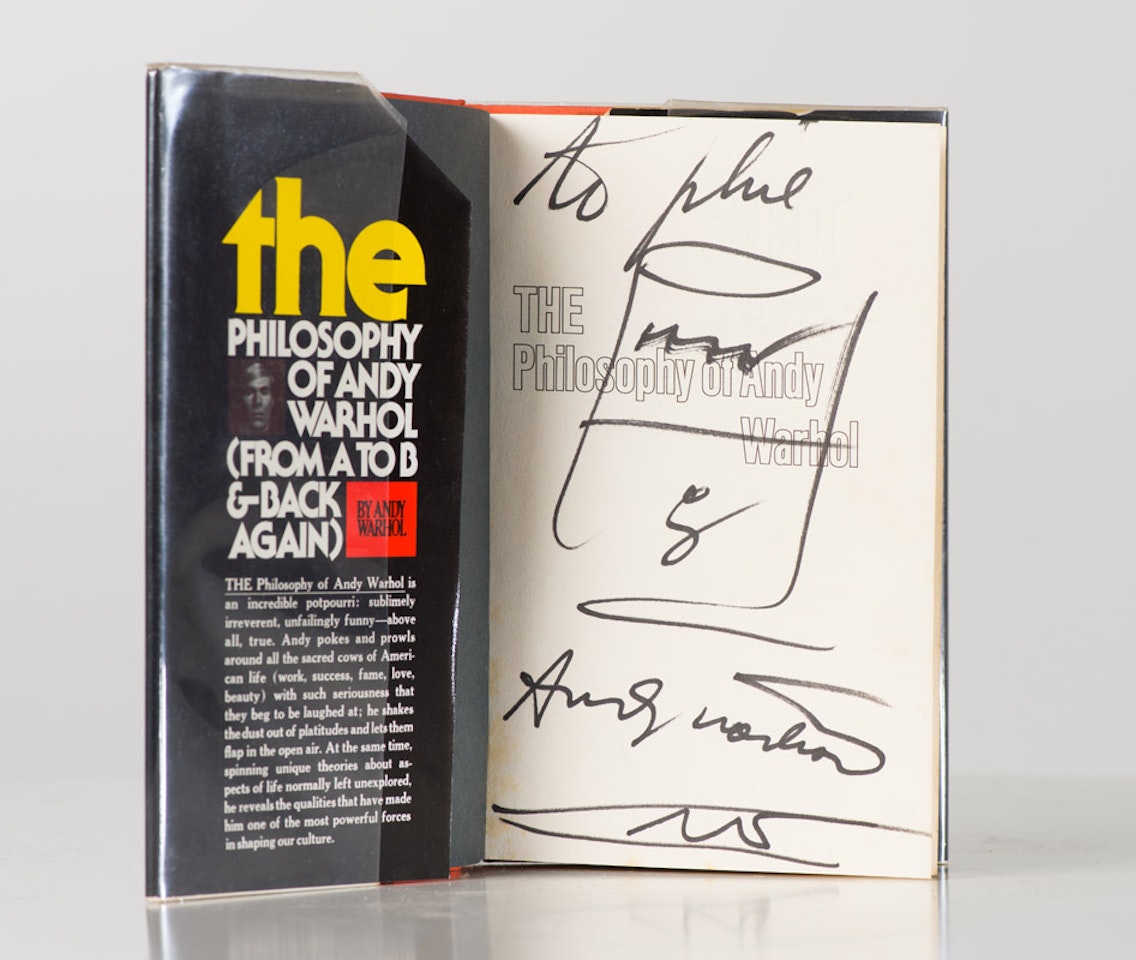 the
PHILOSOPHY
OF ANDY
WARHOL
(FROM A TO B
&-BACK
AGAIN)
BY ANDY
WARHOL
THE Philosophy of Andy Warhol is
an incredible potpourri: sublimely
irreverent, unfailingly funny—above
all, true. Andy pokes and prowls
around all the sacred cows of Ameri-
can life (work, success, fame, love,
beauty) with such seriousness that
they beg to be laughed at; he shakes
the dust out of platitudes and lets them
flap in the open air. At the same time,
spinning unique theories about as-
pects of life normally left unexplored,
he reveals the qualities that have made
him one of the most powerful forces
in shaping our culture.
to
THE
Philosophy of Andy
Warhol
Andy Warhol